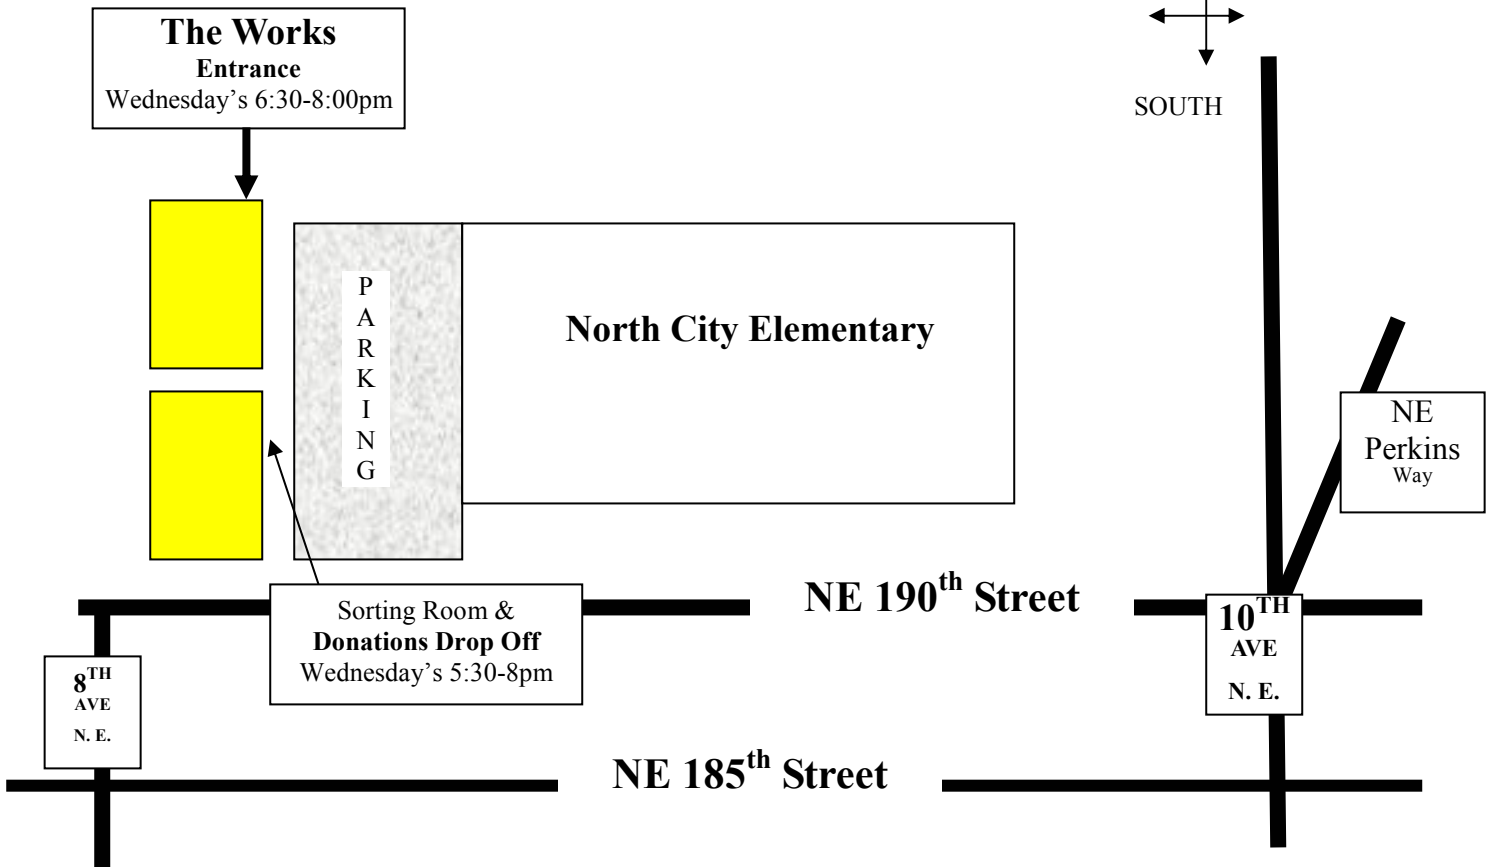 The Works
Entrance
Wednesday's 6:30-8:00pm
SOUTH
P
A
R
K
I
N
G
North City Elementary
NE
Perkins
Way
NE 190th Street
10TH
AVE
N. E.
Sorting Room &
Donations Drop Off
Wednesday's 5:30-8pm
8TH
AVE
N. E.
NE 185th Street